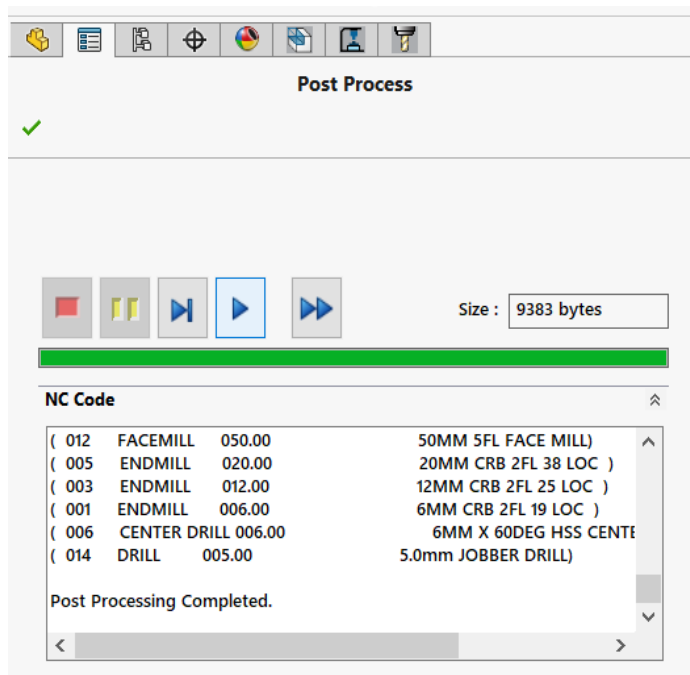 Post Process
Size : 9383 bytes
NC Code
( 012 FACEMILL 050.00 50MM 5FL FACE MILL)
( 005 ENDMILL 020.00 20MM CRB 2FL 38 LOC )
( 003 ENDMILL 012.00 12MM CRB 2FL 25 LOC )
( 001 ENDMILL 006.00 6MM CRB 2FL 19 LOC )
( 006 CENTER DRILL 006.00 6MM X 60DEG HSS CENTE
( 014 DRILL 005.00 5.0mm JOBBER DRILL)
Post Processing Completed.